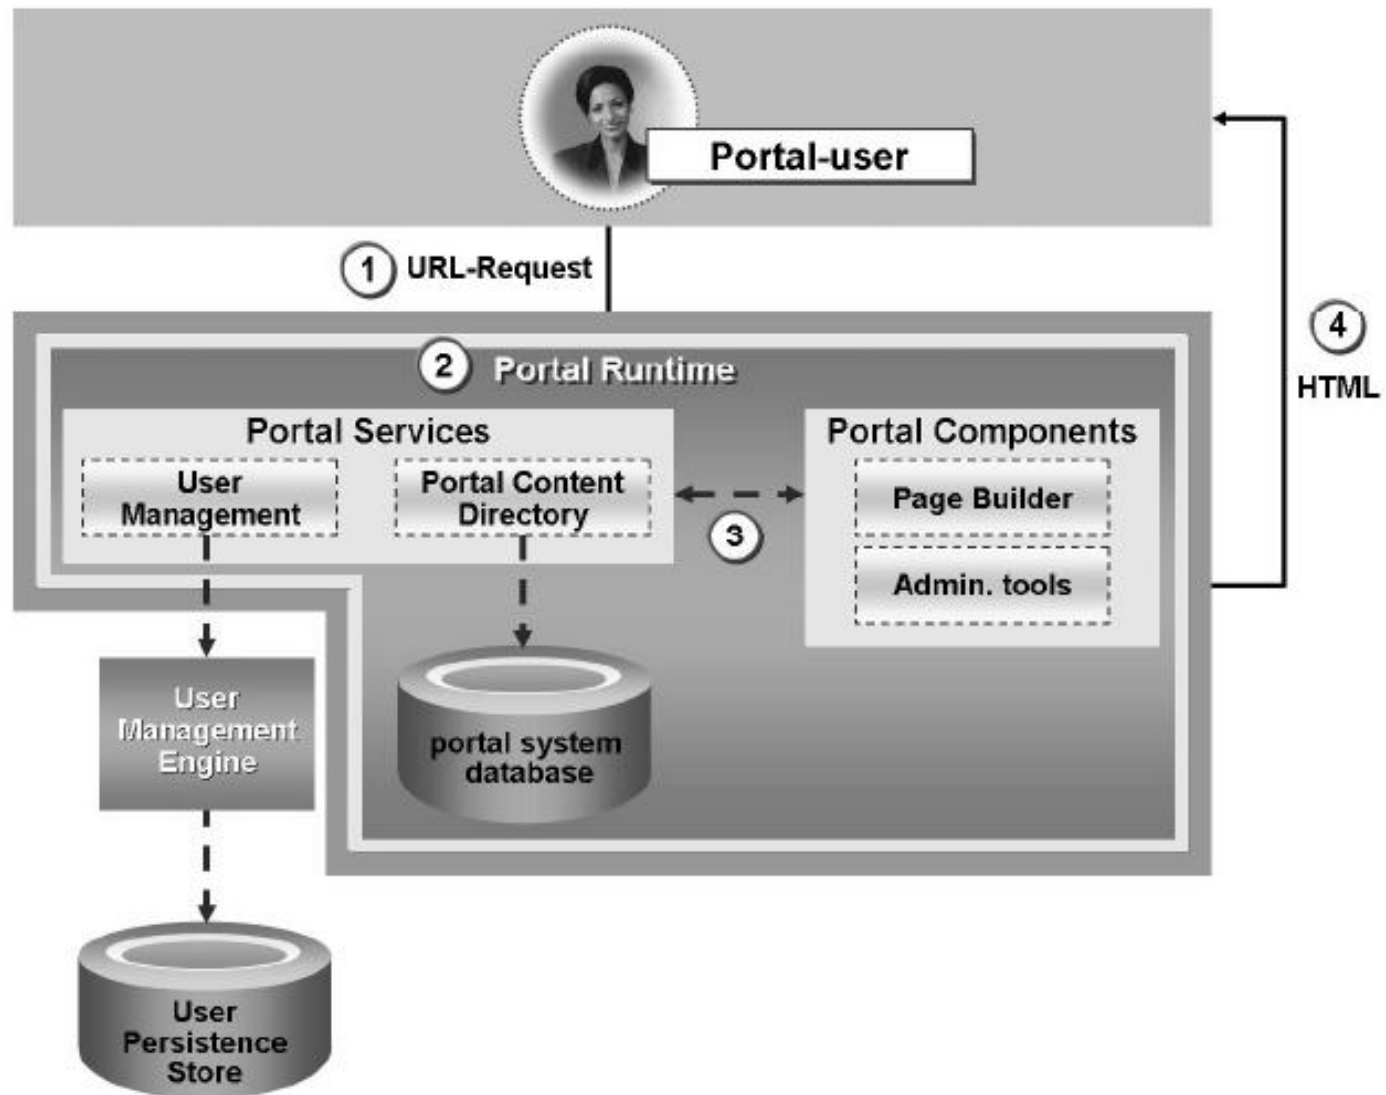 Portal-user
1 URL-Request
4
HTML
2 Portal Runtime
Portal Services
User
Management
Portal Content
Directory
3
Portal Components
Page Builder
Admin. tools
User
Management
Engine
portal system
database
User
Persistence
Store